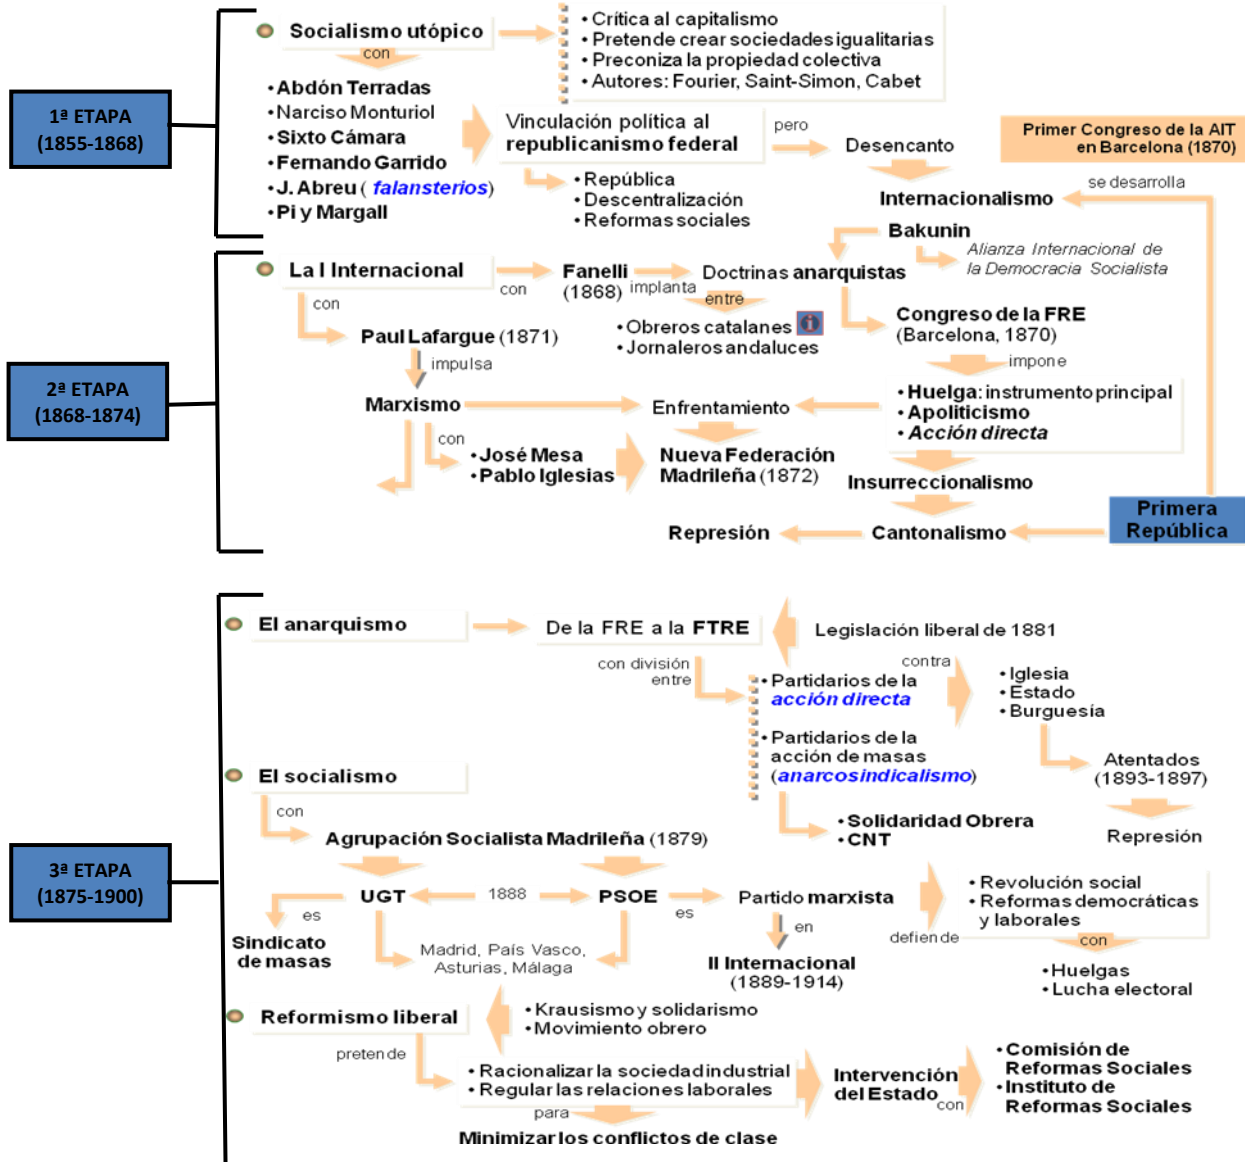 Socialismo utópico
con
• Crítica al capitalismo
• Pretende crear sociedades igualitarias
• Preconiza la propiedad colectiva
• Autores: Fourier, Saint-Simon, Cabet
1ª ETAPA
(1855-1868)
• Abdón Terradas
• Narciso Monturiol
• Sixto Cámara
• Fernando Garrido
• J. Abreu ( falansterios)
• Pi y Margall
Vinculación política al
republicanismo federal
pero
Desencanto
Primer Congreso de la AIT
en Barcelona (1870)
• República
• Descentralización
• Reformas sociales
Internacionalismo
se desarrolla
Bakunin
Alianza Internacional de
la Democracia Socialista
2ª ETAPA
(1868-1874)
La I Internacional
con
con
Fanelli
(1868)
implanta
Doctrinas anarquistas
entre
• Obreros catalanes
i
• Jornaleros andaluces
Congreso de la FRE
(Barcelona, 1870)
impone
Paul Lafargue (1871)
impulsa
Marxismo
Enfrentamiento
• Huelga: instrumento principal
• Apoliticismo
• Acción directa
con
• José Mesa
• Pablo Iglesias
Nueva Federación
Madrileña (1872)
Insurreccionalismo
Represión
Cantonalismo
Primera
República
3ª ETAPA
(1875-1900)
El anarquismo
De la FRE a la FTRE
Legislación liberal de 1881
con división
entre
• Partidarios de la
acción directa
contra
• Iglesia
• Estado
• Burguesía
• Partidarios de la
acción de masas
(anarcosindicalismo)
Atentados
(1893-1897)
Represión
• Solidaridad Obrera
• CNT
El socialismo
con
Agrupación Socialista Madrileña (1879)
UGT
1888
PSOE
es
es
Sindicato
de masas
Madrid, País Vasco,
Asturias, Málaga
Partido marxista
en
II Internacional
(1889-1914)
defiende
• Revolución social
• Reformas democráticas
y laborales
con
• Huelgas
• Lucha electoral
Reformismo liberal
• Krausismo y solidarismo
• Movimiento obrero
pretende
• Racionalizar la sociedad industrial
• Regular las relaciones laborales
para
Minimizar los conflictos de clase
Intervención
del Estado
con
• Comisión de
Reformas Sociales
• Instituto de
Reformas Sociales